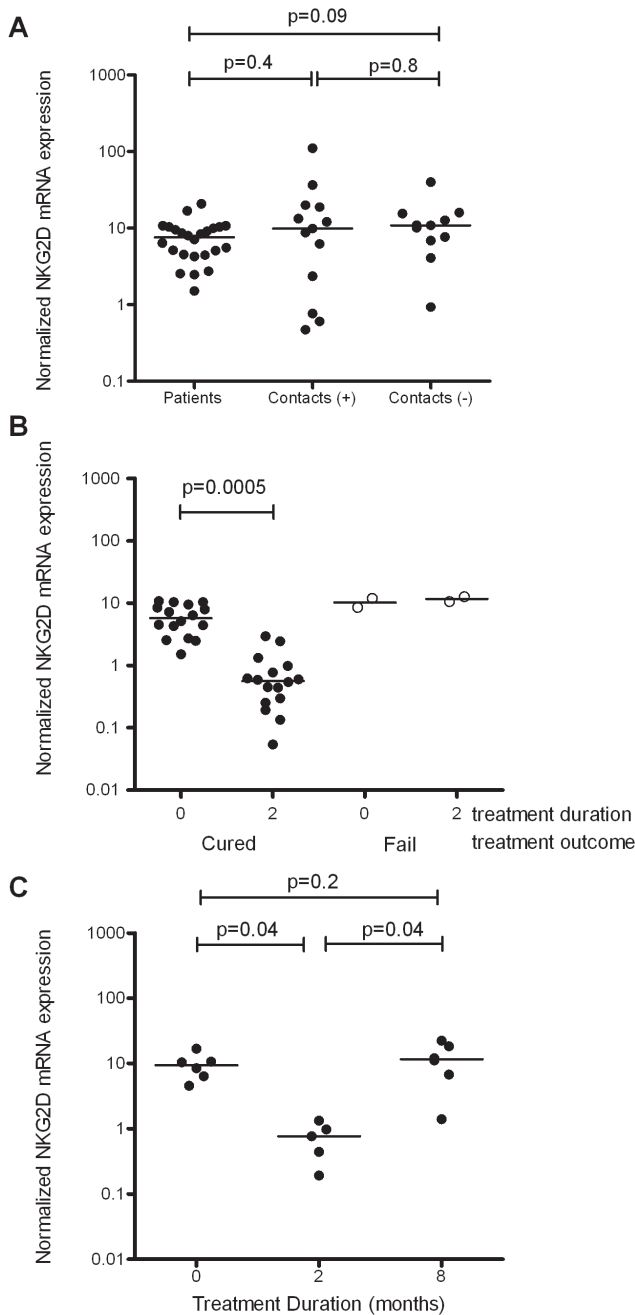 A
p=0.09
p=0.4
p=0.8
Normalized NKG2D mRNA expression
1000
100
10
1
0.1
Patients
Contacts (+)
Contacts (-)
B
p=0.0005
Normalized NKG2D mRNA expression
1000
100
10
1
0.1
0.01
0 2 0 2 treatment duration
Cured Fail treatment outcome
C
p=0.2
p=0.04
p=0.04
Normalized NKG2D mRNA expression
1000
100
10
1
0.1
0.01
0 2 8
Treatment Duration (months)